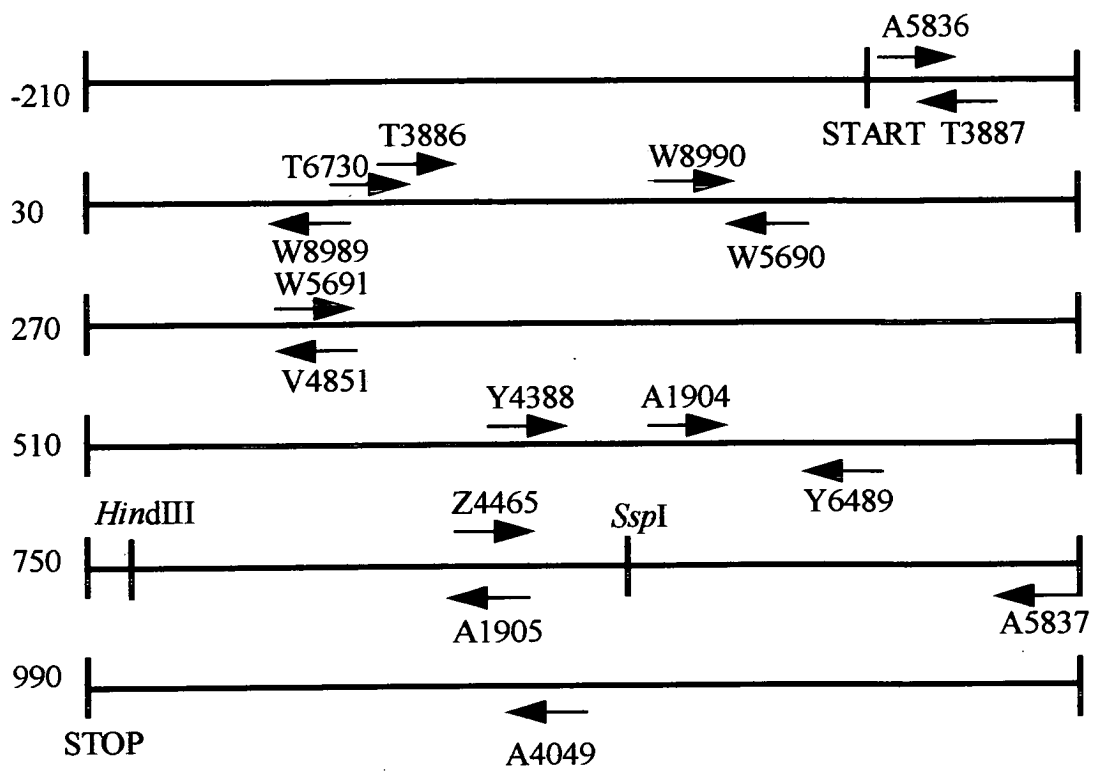 A5836
-210
START T3887
T3886
T6730
W8990
30
W8989
W5690
W5691
270
V4851
Y4388
A1904
510
Y6489
HindIII
Z4465
SspI
750
A1905
A5837
990
STOP
A4049